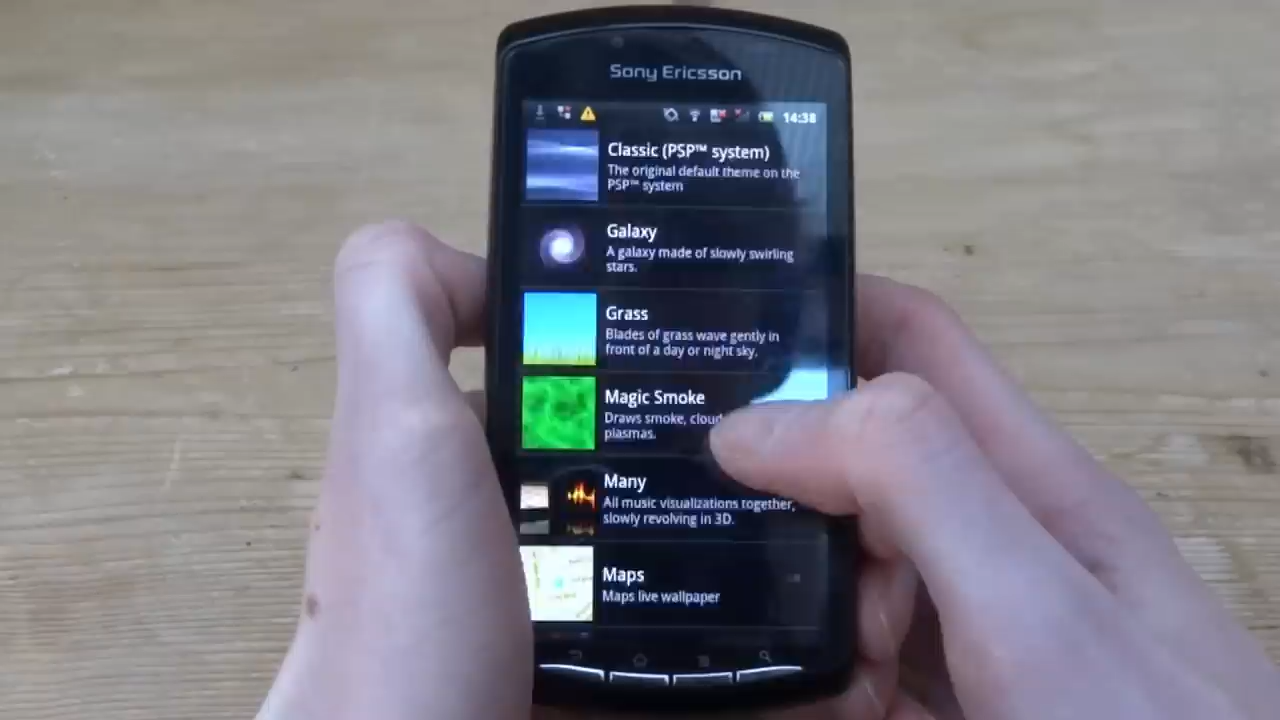 Sony Ericsson
14:38
Classic (PSP™ system)
The original default theme on the
PSP™ system
Galaxy
A galaxy made of slowly swirling
stars.
Grass
Blades of grass wave gently in
front of a day or night sky.
Magic Smoke
Draws smoke,
plasmas.
Many
All music visualizations together,
slowly revolving in 3D.
Maps
Maps live wallpaper